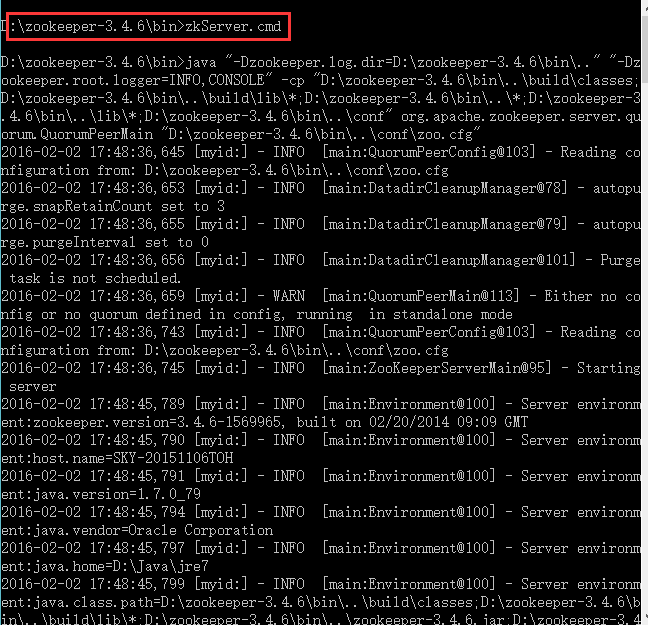 D:\zookeeper-3.4.6\bin>zkServer.cmd
D:\zookeeper-3.4.6\bin>java "-Dzookeeper.log.dir=D:\zookeeper-3.4.6\bin\.." "-Dz
ookeeper.root.logger=INFO,CONSOLE" -cp "D:\zookeeper-3.4.6\bin\..\build\classes;
D:\zookeeper-3.4.6\bin\..\build\lib\*;D:\zookeeper-3.4.6\bin\..\*;D:\zookeeper-3
.4.6\bin\..\lib\*;D:\zookeeper-3.4.6\bin\..\conf" org.apache.zookeeper.server.qu
orum.QuorumPeerMain "D:\zookeeper-3.4.6\bin\..\conf\zoo.cfg"
2016-02-02 17:48:36,645 [myid:] - INFO  [main:QuorumPeerConfig@103] - Reading co
nfiguration from: D:\zookeeper-3.4.6\bin\..\conf\zoo.cfg
2016-02-02 17:48:36,653 [myid:] - INFO  [main:DatadirCleanupManager@78] - autopu
rge.snapRetainCount set to 3
2016-02-02 17:48:36,655 [myid:] - INFO  [main:DatadirCleanupManager@79] - autopu
rge.purgeInterval set to 0
2016-02-02 17:48:36,656 [myid:] - INFO  [main:DatadirCleanupManager@101] - Purge
 task is not scheduled.
2016-02-02 17:48:36,659 [myid:] - WARN  [main:QuorumPeerMain@113] - Either no co
nfig or no quorum defined in config, running  in standalone mode
2016-02-02 17:48:36,743 [myid:] - INFO  [main:QuorumPeerConfig@103] - Reading co
nfiguration from: D:\zookeeper-3.4.6\bin\..\conf\zoo.cfg
2016-02-02 17:48:36,745 [myid:] - INFO  [main:ZooKeeperServerMain@95] - Starting
 server
2016-02-02 17:48:45,789 [myid:] - INFO  [main:Environment@100] - Server environm
ent:zookeeper.version=3.4.6-1569965, built on 02/20/2014 09:09 GMT
2016-02-02 17:48:45,790 [myid:] - INFO  [main:Environment@100] - Server environm
ent:host.name=SKY-20151106TOH
2016-02-02 17:48:45,791 [myid:] - INFO  [main:Environment@100] - Server environm
ent:java.version=1.7.0_79
2016-02-02 17:48:45,794 [myid:] - INFO  [main:Environment@100] - Server environm
ent:java.vendor=Oracle Corporation
2016-02-02 17:48:45,797 [myid:] - INFO  [main:Environment@100] - Server environm
ent:java.home=D:\Java\jre7
2016-02-02 17:48:45,799 [myid:] - INFO  [main:Environment@100] - Server environm
ent:java.class.path=D:\zookeeper-3.4.6\bin\..\build\classes;D:\zookeeper-3.4.6\b
in\..\build\lib\*;D:\zookeeper-3.4.6\bin\..\zookeeper-3.4.6.jar;D:\zookeeper-3.4